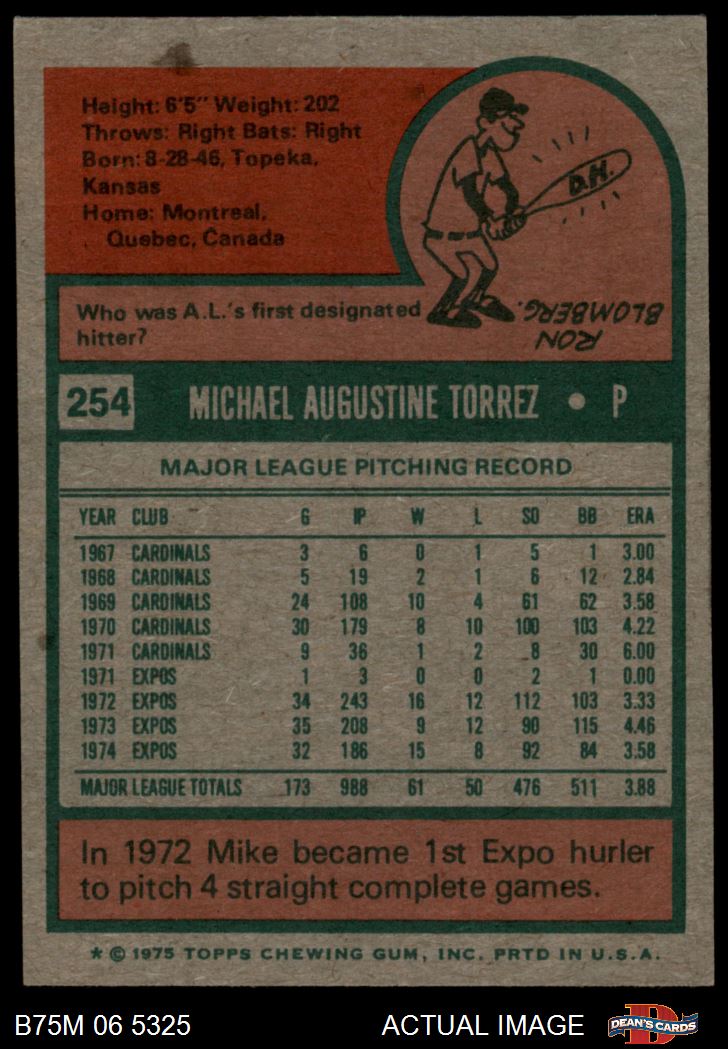 Height: 6'5" Weight: 202
Throws: Right Bats: Right
Born: 8-28-46, Topeka,
Kansas
Home: Montreal,
Quebec, Canada
D.H.
Who was A.L.'s first designated
hitter?
RON
BLOMBERG.
254 MICHAEL AUGUSTINE TORREZ • P
MAJOR LEAGUE PITCHING RECORD
YEAR CLUB G IP W L SO BB ERA
1967 CARDINALS 3 6 0 1 5 1 3.00
1968 CARDINALS 5 19 2 1 6 12 2.84
1969 CARDINALS 24 108 10 4 61 62 3.58
1970 CARDINALS 30 179 8 10 100 103 4.22
1971 CARDINALS 9 36 1 2 8 30 6.00
1971 EXPOS 1 3 0 0 2 1 0.00
1972 EXPOS 34 243 16 12 112 103 3.33
1973 EXPOS 35 208 9 12 90 115 4.46
1974 EXPOS 32 186 15 8 92 84 3.58
MAJOR LEAGUE TOTALS 173 988 61 50 476 511 3.88
In 1972 Mike became 1st Expo hurler
to pitch 4 straight complete games.
* © 1975 TOPPS CHEWING GUM, INC. PRTD IN U.S.A.
B75M 06 5325 ACTUAL IMAGE D DEAN'S CARDS